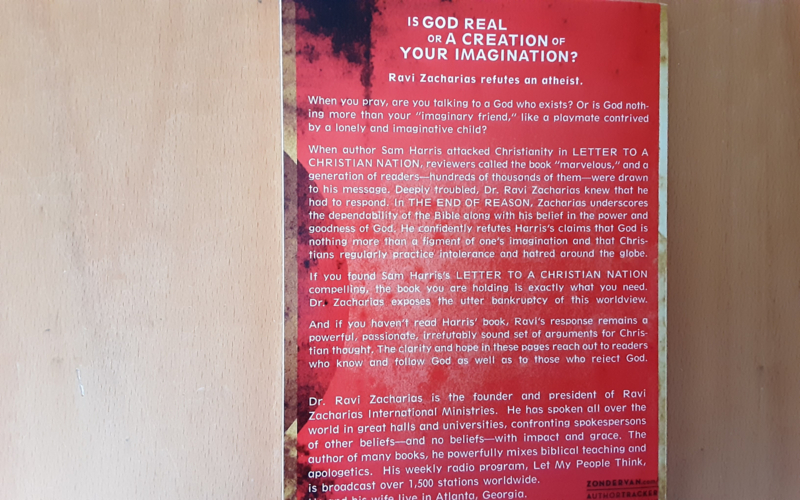 IS GOD REAL
OR A CREATION OF
YOUR IMAGINATION?
Ravi Zacharias refutes an atheist.
When you pray, are you talking to a God who exists? Or is God noth-
ing more than your "imaginary friend," like a playmate contrived
by a lonely and imaginative child?
When author Sam Harris attacked Christianity in LETTER TO A
CHRISTIAN NATION, reviewers called the book "marvelous," and a
generation of readers—hundreds of thousands of them—were drawn
to his message. Deeply troubled, Dr. Ravi Zacharias knew that he
had to respond. In THE END OF REASON, Zacharias underscores
the dependability of the Bible along with his belief in the power and
goodness of God. He confidently refutes Harris's claims that God is
nothing more than a figment of one's imagination and that Chris-
tians regularly practice intolerance and hatred around the globe.
If you found Sam Harris's LETTER TO A CHRISTIAN NATION
compelling, the book you are holding is exactly what you need.
Dr. Zacharias exposes the utter bankruptcy of this worldview.
And if you haven't read Harris' book, Ravi's response remains a
powerful, passionate, irrefutably sound set of arguments for Chris-
tian thought. The clarity and hope in these pages reach out to readers
who know and follow God as well as to those who reject God.
Dr. Ravi Zacharias is the founder and president of Ravi
Zacharias International Ministries. He has spoken all over the
world in great halls and universities, confronting spokespersons
of other beliefs—and no beliefs—with impact and grace. The
author of many books, he powerfully mixes biblical teaching and
apologetics. His weekly radio program, Let My People Think,
is broadcast over 1,500 stations worldwide.
He and his wife live in Atlanta, Georgia.
ZONDERVAN.com/
AUTHORTRACKER